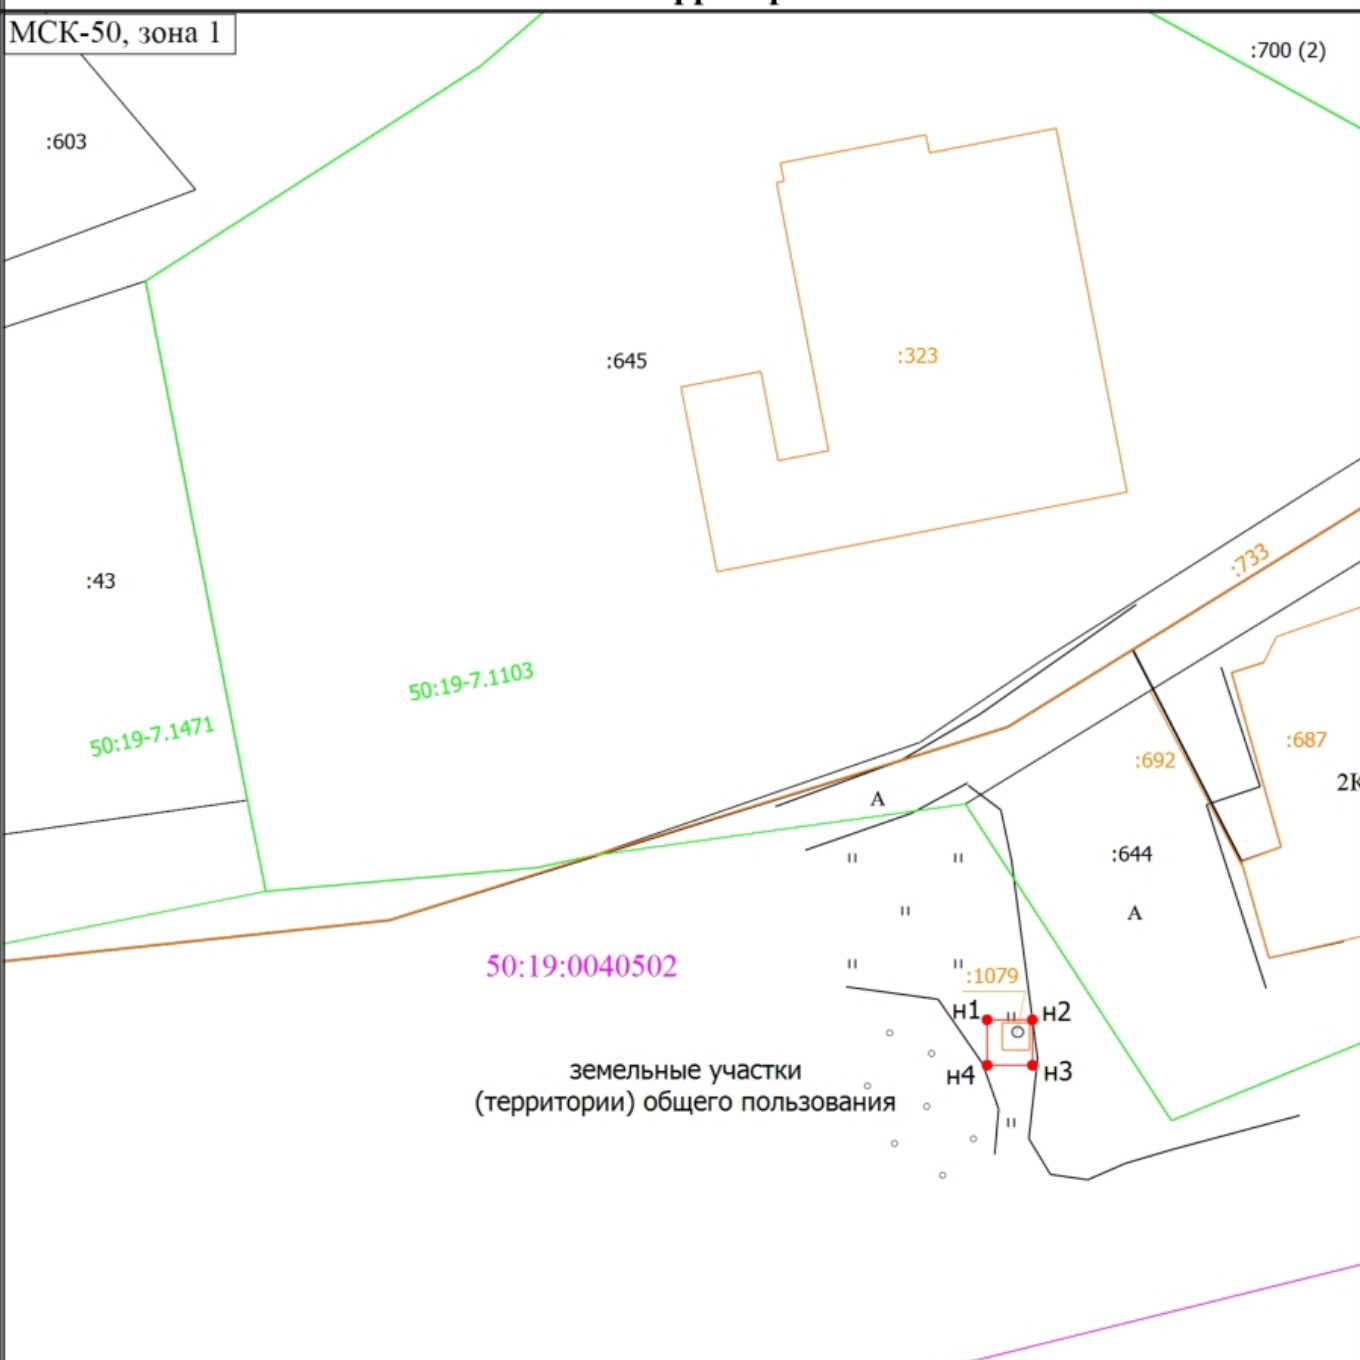 МСК-50, зона 1
:700 (2)
:603
:645
:323
:733
:43
50:19-7.1103
50:19-7.1471
:692
:687
2К
А
:644
А
50:19:0040502
:1079
н1
н2
н4
н3
земельные участки
(территории) общего пользования